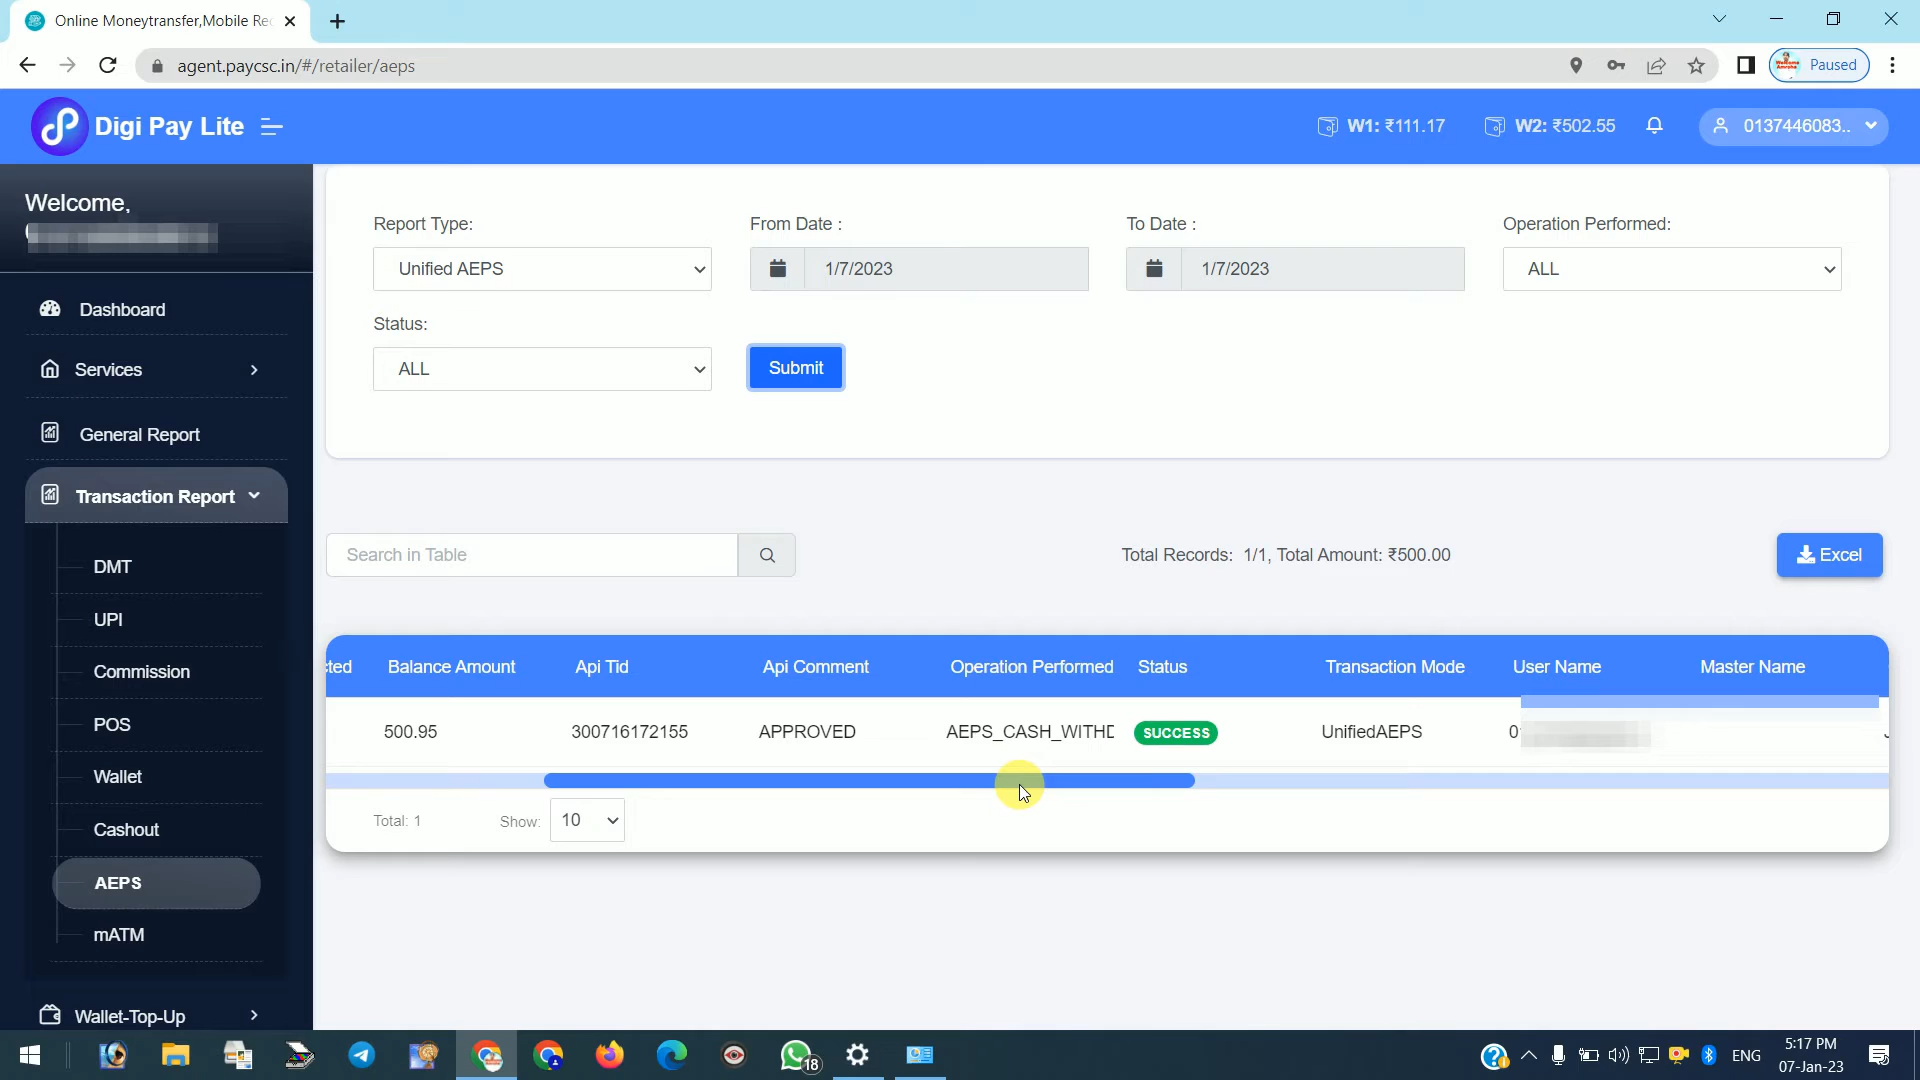 Online Moneytransfer,Mobile Rec
agent.paycsc.in/#/retailer/aeps
Paused
Digi Pay Lite
W1: ₹111.17
W2: ₹502.55
0137446083..
Welcome,
Dashboard
Services
General Report
Transaction Report
DMT
UPI
Commission
POS
Wallet
Cashout
AEPS
mATM
Wallet-Top-Up
Report Type:
From Date :
To Date :
Operation Performed:
Unified AEPS
1/7/2023
1/7/2023
ALL
Status:
ALL
Submit
Search in Table
Total Records: 1/1, Total Amount: ₹500.00
Excel
cted Balance Amount Api Tid Api Comment Operation Performed Status Transaction Mode User Name Master Name
500.95 300716172155 APPROVED AEPS_CASH_WITHD SUCCESS UnifiedAEPS
Total: 1
Show: 10
18
ENG
5:17 PM
07-Jan-23